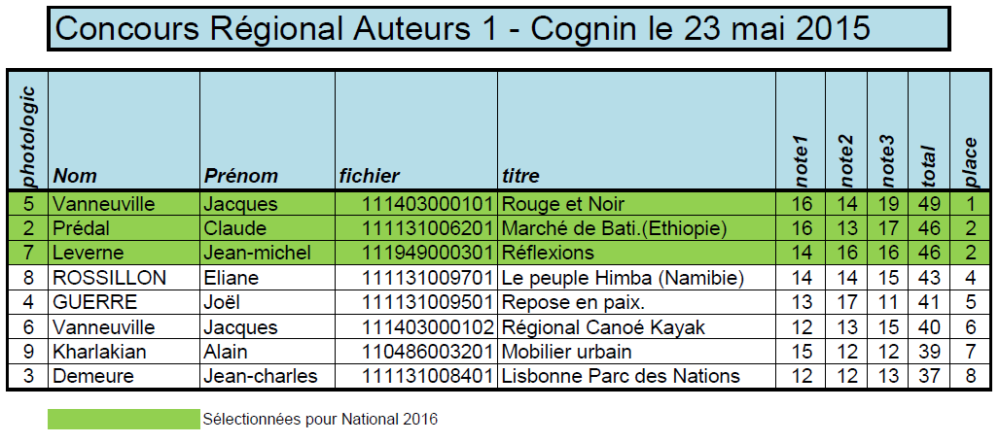 Concours Régional Auteurs 1 - Cognin le 23 mai 2015
photologic Nom Prénom fichier titre note1 note2 note3 total place
5 Vanneuville Jacques 111403000101 Rouge et Noir 16 14 19 49 1
2 Prédal Claude 111131006201 Marché de Bati.(Ethiopie) 16 13 17 46 2
7 Leverne Jean-michel 111949000301 Réflexions 14 16 16 46 2
8 ROSSILLON Eliane 111131009701 Le peuple Himba (Namibie) 14 14 15 43 4
4 GUERRE Joël 111131009501 Repose en paix. 13 17 11 41 5
6 Vanneuville Jacques 111403000102 Régional Canoé Kayak 12 13 15 40 6
9 Kharlakian Alain 110486003201 Mobilier urbain 15 12 12 39 7
3 Demeure Jean-charles 111131008401 Lisbonne Parc des Nations 12 12 13 37 8
Sélectionnées pour National 2016